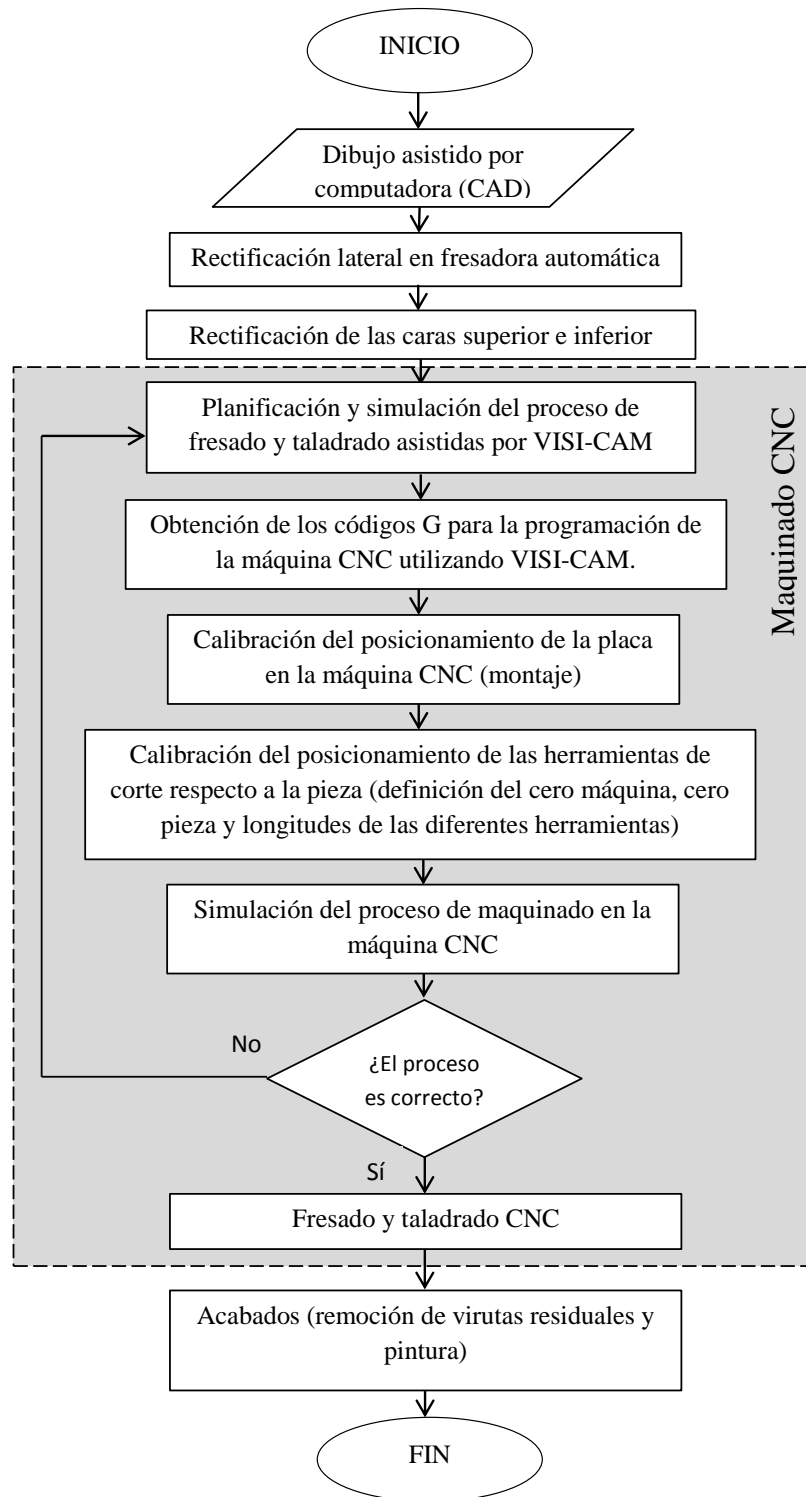 INICIO
Dibujo asistido por
computadora (CAD)
Rectificación lateral en fresadora automática
Rectificación de las caras superior e inferior
Maquinado CNC
Planificación y simulación del proceso de
fresado y taladrado asistidas por VISI-CAM
Obtención de los códigos G para la programación de
la máquina CNC utilizando VISI-CAM.
Calibración del posicionamiento de la placa
en la máquina CNC (montaje)
Calibración del posicionamiento de las herramientas de
corte respecto a la pieza (definición del cero máquina, cero
pieza y longitudes de las diferentes herramientas)
Simulación del proceso de maquinado en la
máquina CNC
No
¿El proceso
es correcto?
Sí
Fresado y taladrado CNC
Acabados (remoción de virutas residuales y
pintura)
FIN